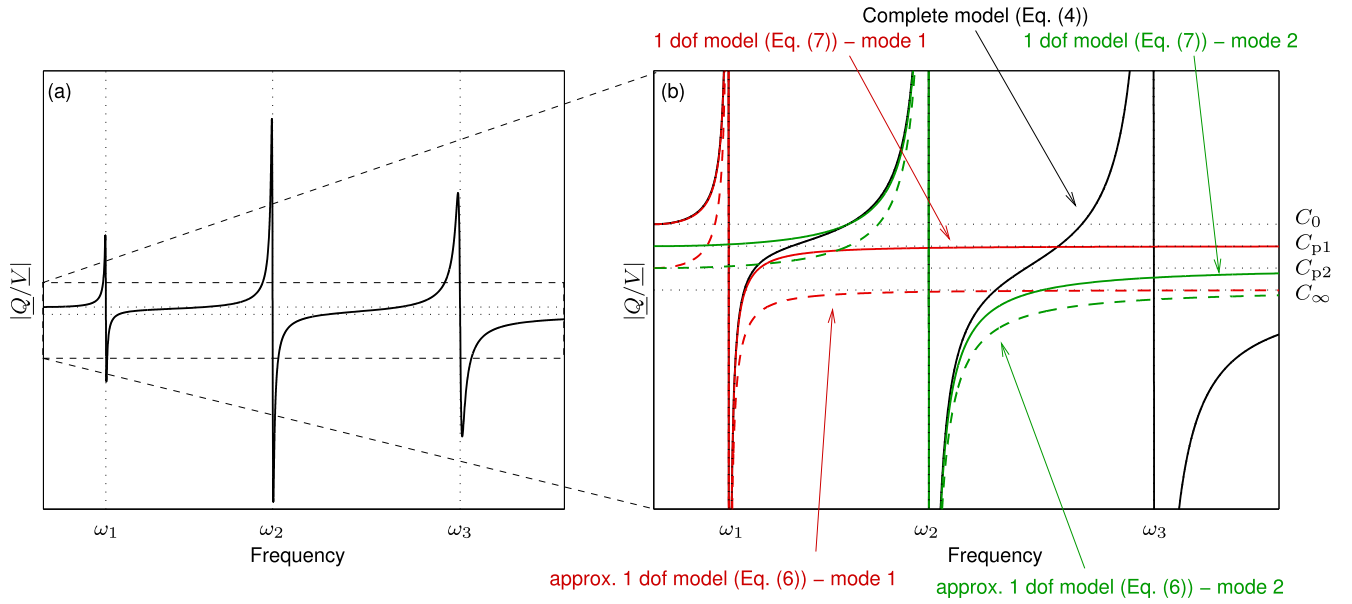 Complete model (Eq. (4))
1 dof model (Eq. (7)) – mode 1
1 dof model (Eq. (7)) – mode 2
(a)
|Q/V|
ω1
ω2
ω3
Frequency
(b)
|Q/V|
C0
Cp1
Cp2
C∞
ω1
ω2
ω3
Frequency
approx. 1 dof model (Eq. (6)) – mode 1
approx. 1 dof model (Eq. (6)) – mode 2